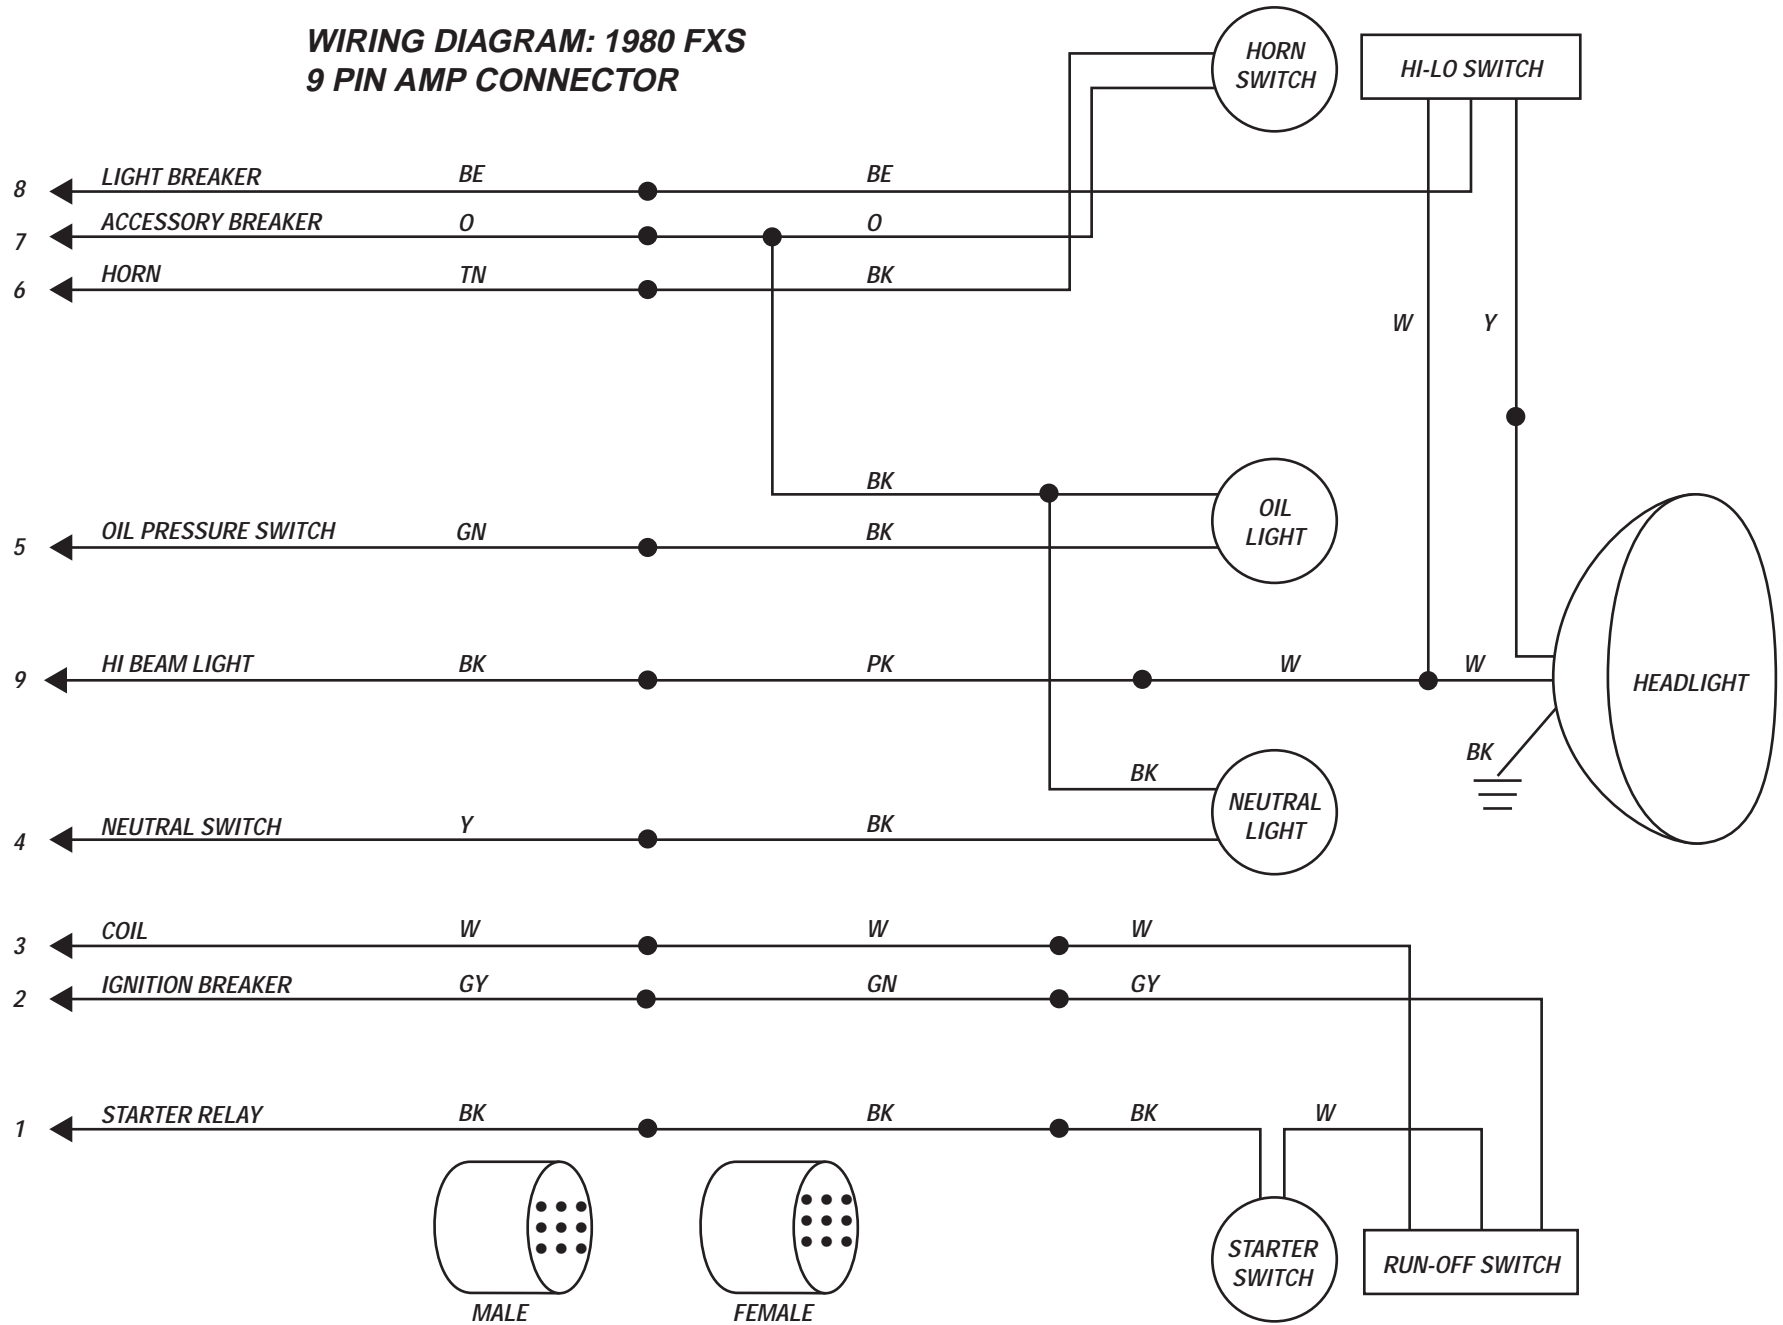 WIRING DIAGRAM: 1980 FXS
9 PIN AMP CONNECTOR
HORN
SWITCH
HI-LO SWITCH
8 LIGHT BREAKER BE BE
7 ACCESSORY BREAKER O O
6 HORN TN BK
W Y
BK
OIL
LIGHT
5 OIL PRESSURE SWITCH GN BK
9 HI BEAM LIGHT BK PK W W
HEADLIGHT
BK
BK
NEUTRAL
LIGHT
4 NEUTRAL SWITCH Y BK
3 COIL W W W
2 IGNITION BREAKER GY GN GY
1 STARTER RELAY BK BK BK W
STARTER
SWITCH
RUN-OFF SWITCH
MALE FEMALE